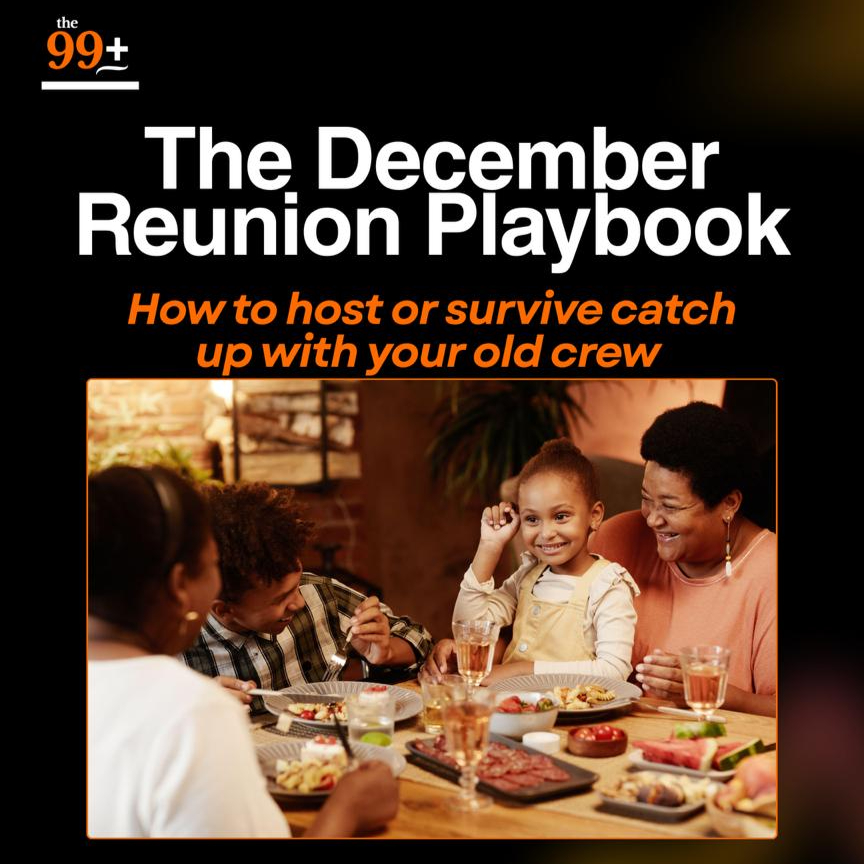 the
99+
The December
Reunion Playbook
How to host or survive catch
up with your old crew